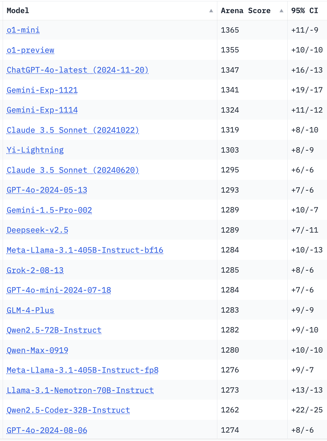 Model Arena Score 95% CI
o1-mini 1365 +11/-9
o1-preview 1355 +10/-10
ChatGPT-4o-latest (2024-11-20) 1347 +16/-13
Gemini-Exp-1121 1341 +19/-17
Gemini-Exp-1114 1324 +11/-12
Claude 3.5 Sonnet (20241022) 1319 +8/-10
Yi-Lightning 1303 +8/-9
Claude 3.5 Sonnet (20240620) 1295 +6/-6
GPT-4o-2024-05-13 1293 +7/-6
Gemini-1.5-Pro-002 1289 +10/-7
Deepseek-v2.5 1289 +7/-11
Meta-Llama-3.1-405B-Instruct-bf16 1284 +10/-13
Grok-2-08-13 1285 +8/-6
GPT-4o-mini-2024-07-18 1284 +7/-6
GLM-4-Plus 1283 +9/-9
Qwen2.5-72B-Instruct 1282 +9/-10
Qwen-Max-0919 1280 +10/-10
Meta-Llama-3.1-405B-Instruct-fp8 1276 +9/-7
Llama-3.1-Nemotron-70B-Instruct 1273 +13/-13
Qwen2.5-Coder-32B-Instruct 1262 +22/-25
GPT-4o-2024-08-06 1274 +8/-6